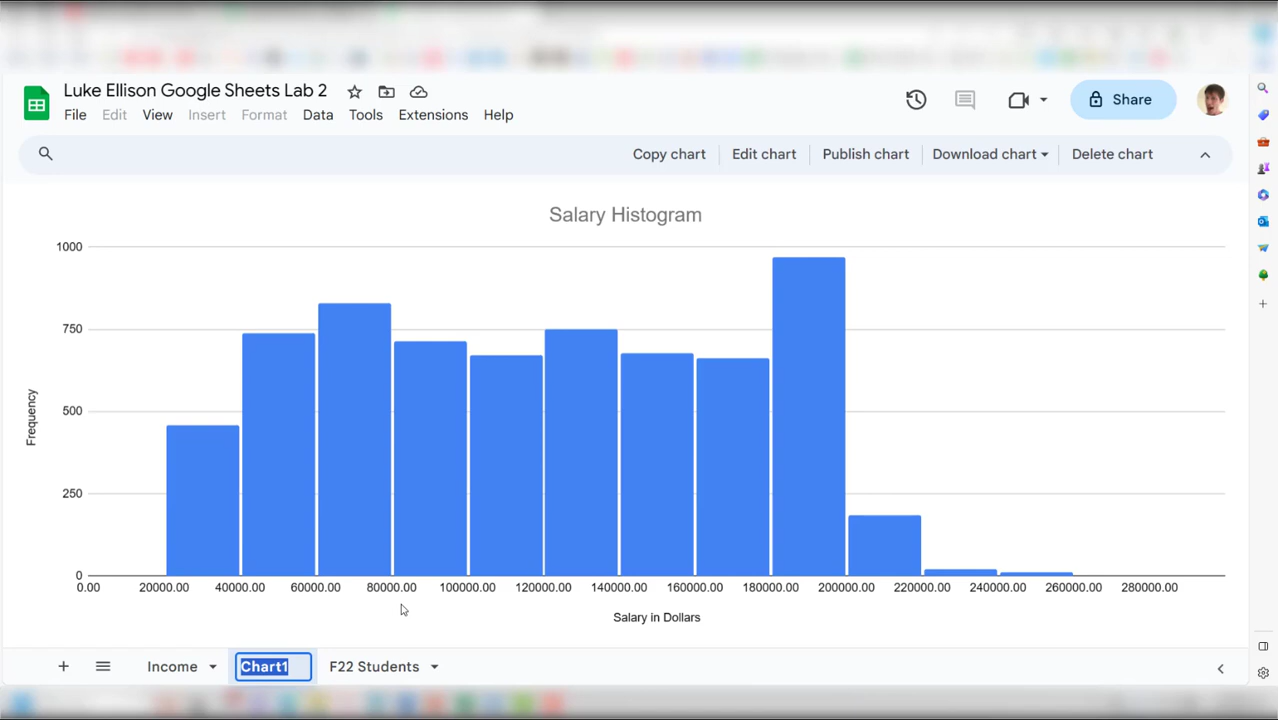 Luke Ellison Google Sheets Lab 2
Share
File Edit View Insert Format Data Tools Extensions Help
Copy chart Edit chart Publish chart Download chart Delete chart
Salary Histogram
1000
750
500
250
0
Frequency
0.00 20000.00 40000.00 60000.00 80000.00 100000.00 120000.00 140000.00 160000.00 180000.00 200000.00 220000.00 240000.00 260000.00 280000.00
Salary in Dollars
Income Chart1 F22 Students